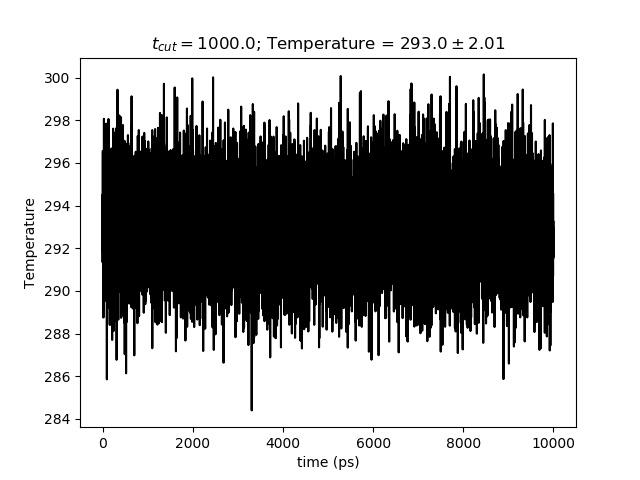 t_cut = 1000.0; Temperature = 293.0 ± 2.01
300
298
296
294
292
290
288
286
284
Temperature
0 2000 4000 6000 8000 10000
time (ps)